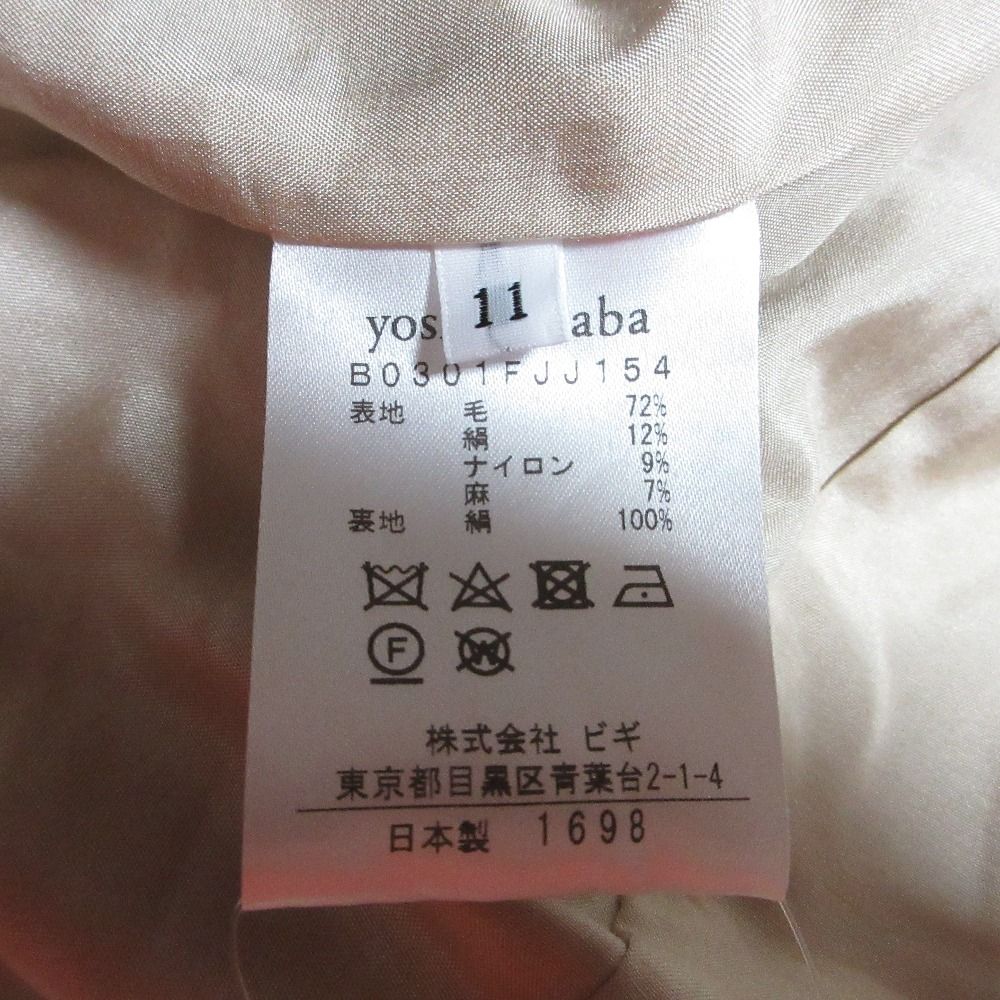 11
yos aba
B0301FJJ154
表地 毛 72%
絹 12%
ナイロン 9%
麻 7%
裏地 絹 100%
F W
株式会社 ビギ
東京都目黒区青葉台2-1-4
日本製 1698